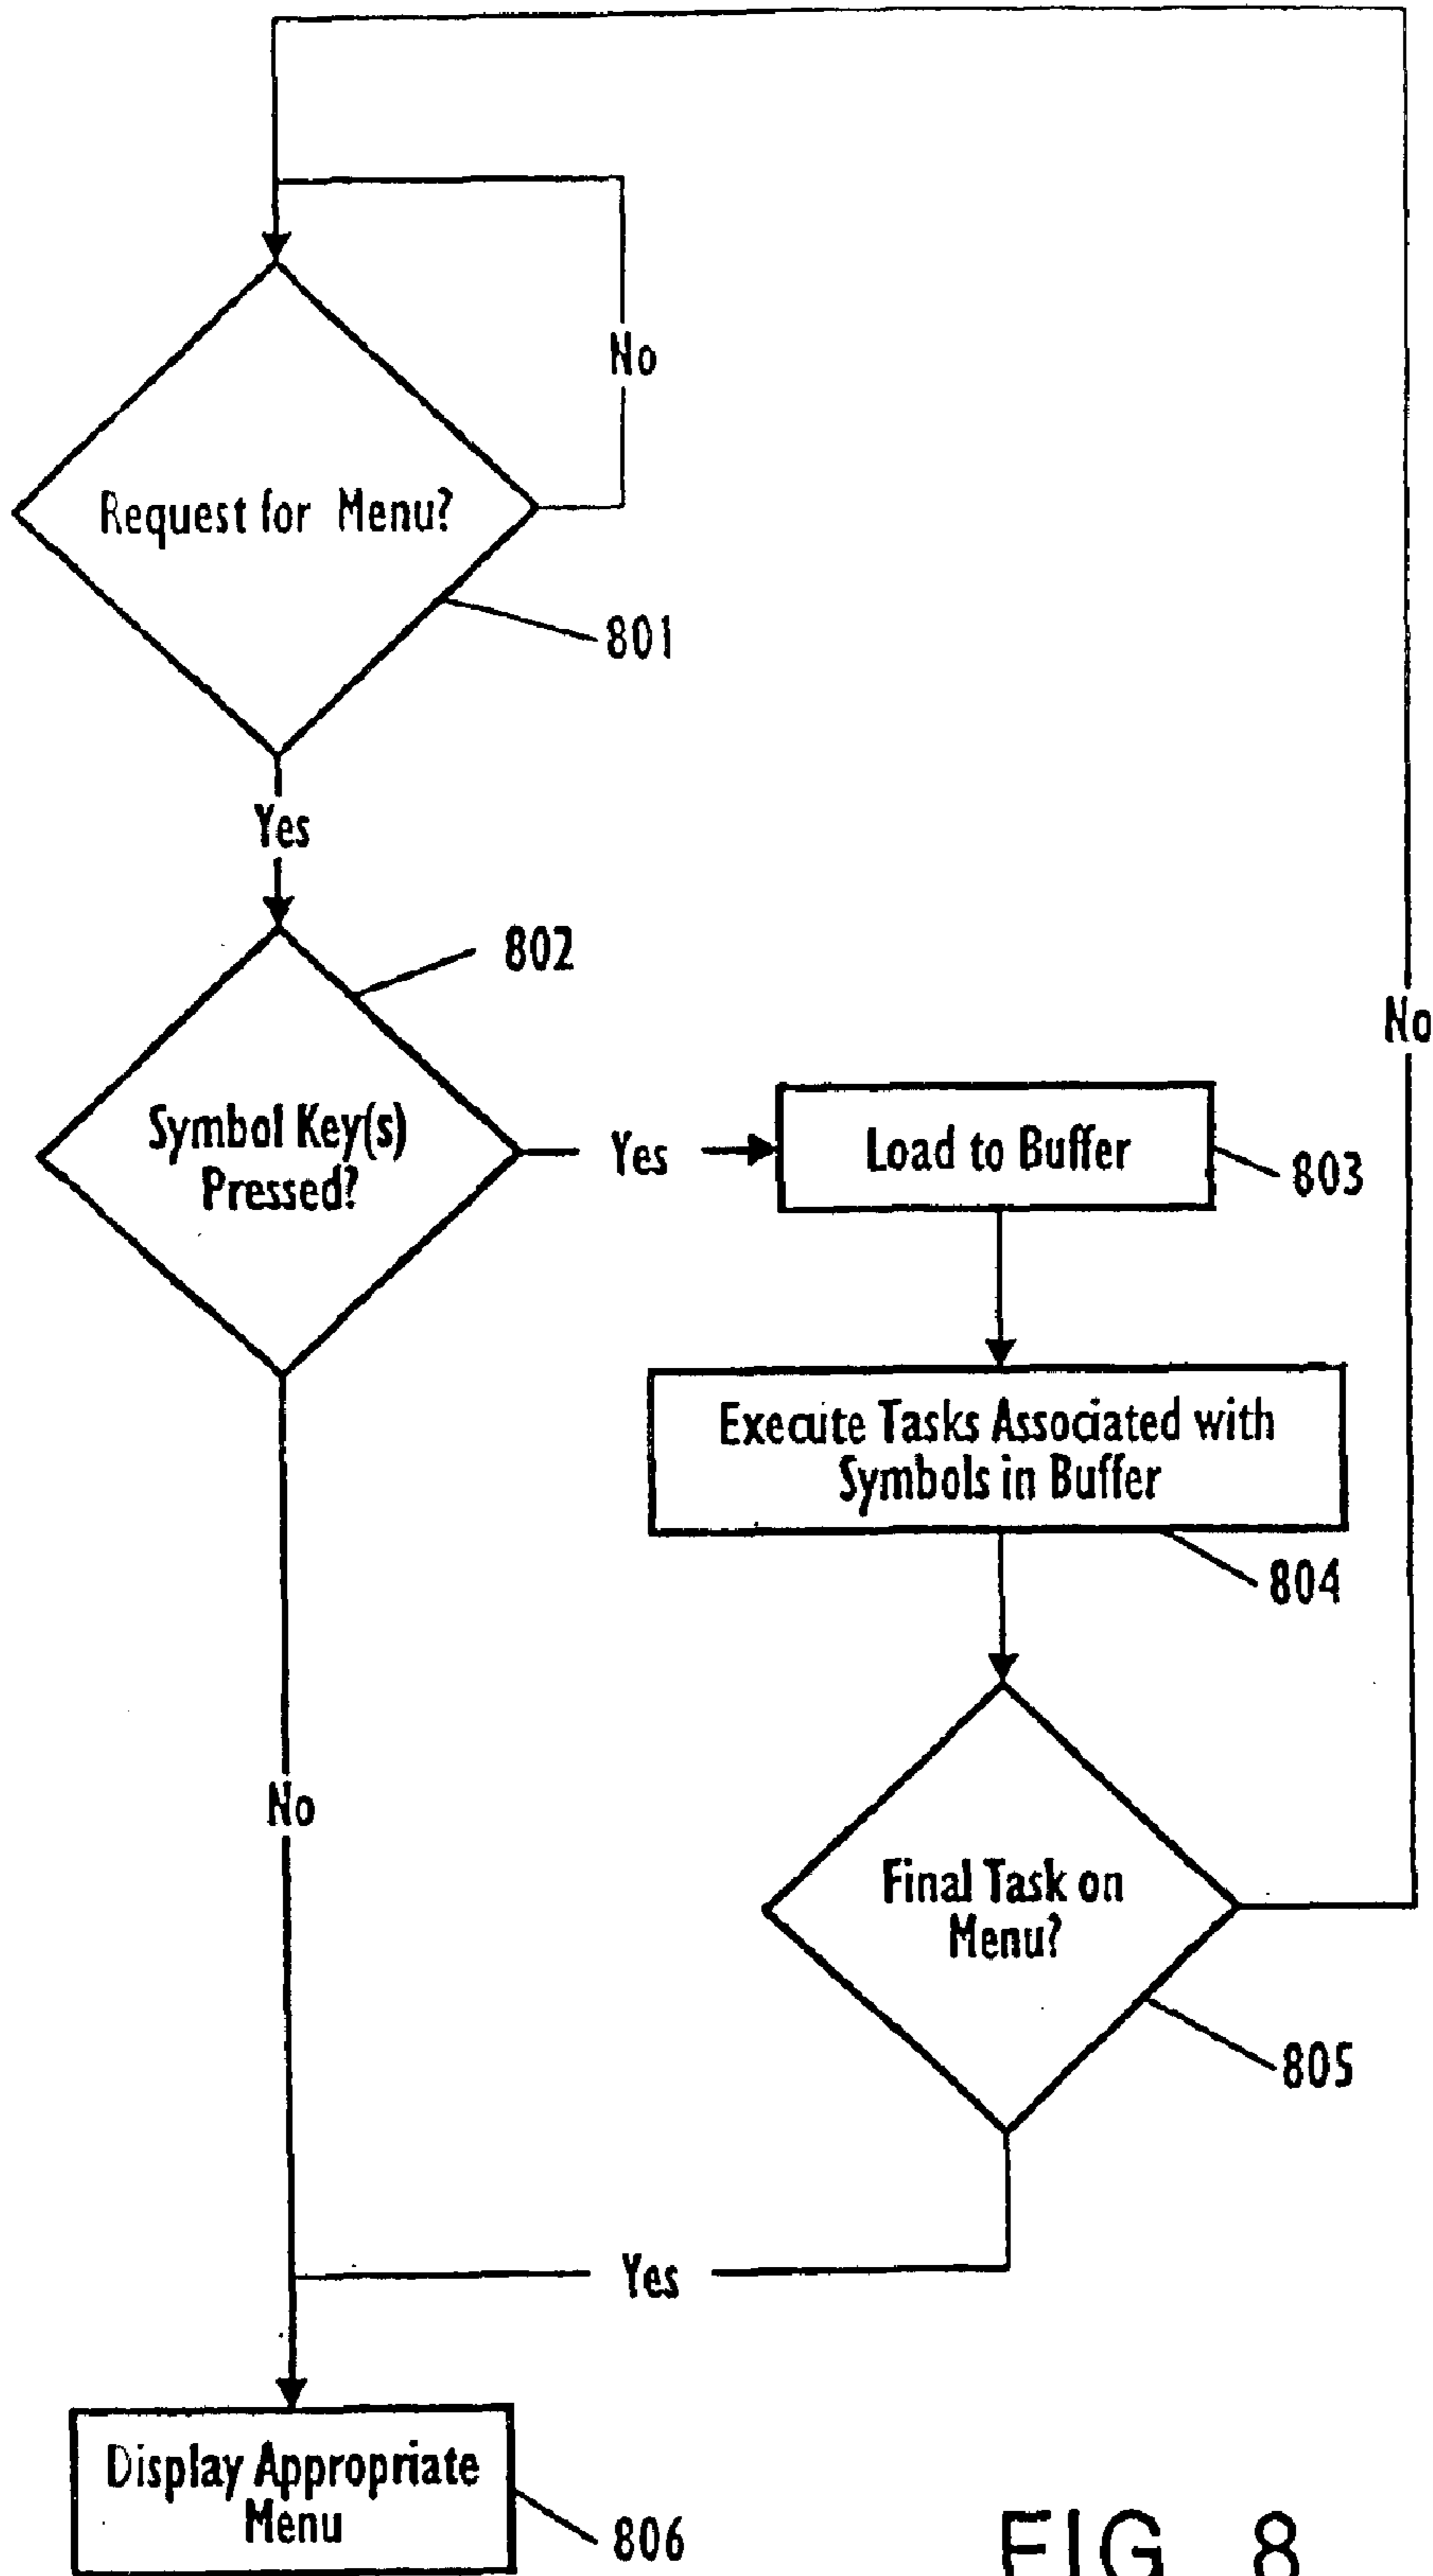 No
Request for Menu?
801
Yes
802
Symbol Key(s)
Pressed?
Yes
Load to Buffer
803
No
Execute Tasks Associated with
Symbols in Buffer
804
No
Final Task on
Menu?
805
Yes
Display Appropriate
Menu
806
FIG 8